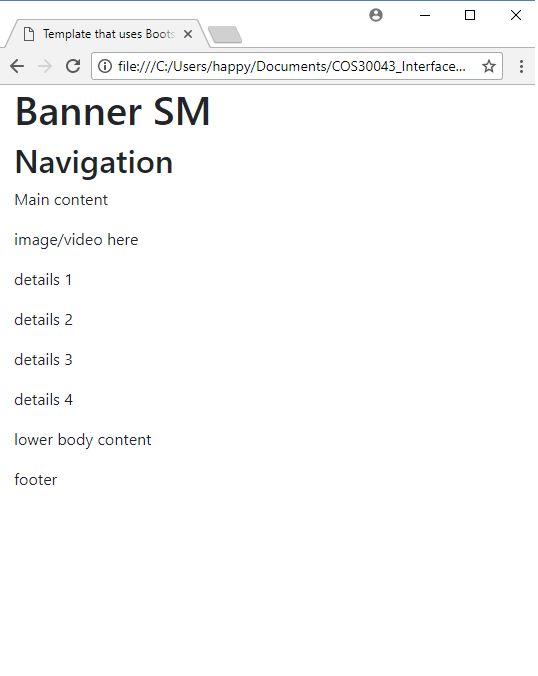 Template that uses Boots
file:///C:/Users/happy/Documents/COS30043_Interface...
Banner SM
Navigation
Main content
image/video here
details 1
details 2
details 3
details 4
lower body content
footer